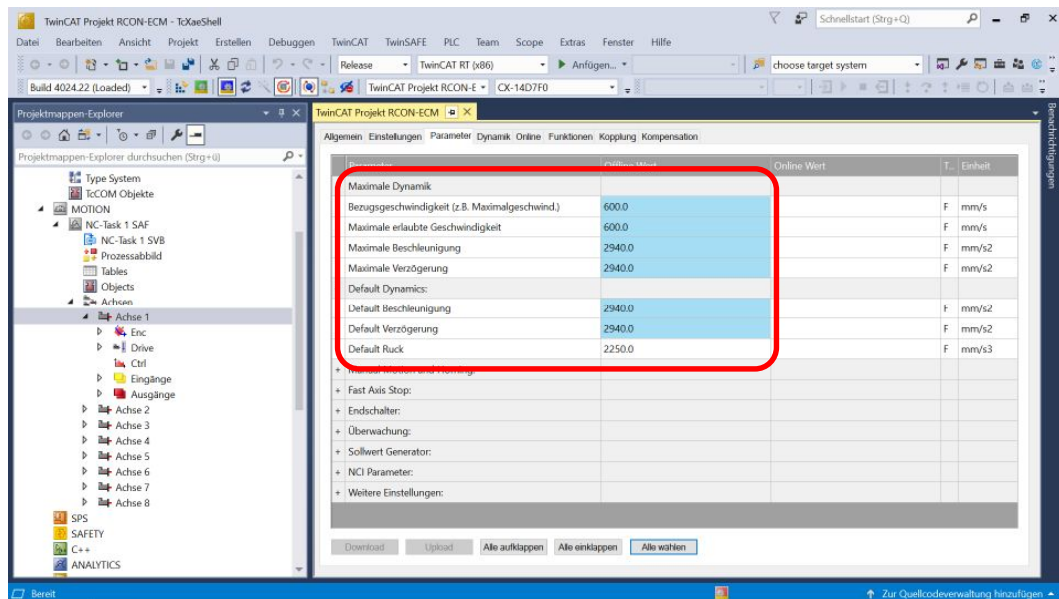 TwinCAT Projekt RCON-ECM - TcXaeShell
Schnellstart (Strg+Q)
Datei Bearbeiten Ansicht Projekt Erstellen Debuggen TwinCAT TwinSAFE PLC Team Scope Extras Fenster Hilfe
Release TwinCAT RT (x86) Anfügen... choose target system
Build 4024.22 (Loaded) TwinCAT Projekt RCON-E CX-14D7F0
Projektmappen-Explorer
Projektmappen-Explorer durchsuchen (Strg+ü)
Type System
TcCOM Objekte
MOTION
NC-Task 1 SAF
NC-Task 1 SVB
Prozessabbild
Tables
Objects
Achsen
Achse 1
Enc
Drive
Ctrl
Eingänge
Ausgänge
Achse 2
Achse 3
Achse 4
Achse 5
Achse 6
Achse 7
Achse 8
SPS
SAFETY
C++
ANALYTICS
TwinCAT Projekt RCON-ECM
Allgemein Einstellungen Parameter Dynamik Online Funktionen Kopplung Kompensation
Parameter Offline Wert Online Wert T... Einheit
Maximale Dynamik
Bezugsgeschwindigkeit (z.B. Maximalgeschwind.) 600.0 F mm/s
Maximale erlaubte Geschwindigkeit 600.0 F mm/s
Maximale Beschleunigung 2940.0 F mm/s2
Maximale Verzögerung 2940.0 F mm/s2
Default Dynamics:
Default Beschleunigung 2940.0 F mm/s2
Default Verzögerung 2940.0 F mm/s2
Default Ruck 2250.0 F mm/s3
+ Manual Motion and Homing:
+ Fast Axis Stop:
+ Endschalter:
+ Überwachung:
+ Sollwert Generator:
+ NCI Parameter:
+ Weitere Einstellungen:
Download Upload Alle aufklappen Alle einklappen Alle wählen
Benachrichtigungen
Bereit
Zur Quellcodeverwaltung hinzufügen